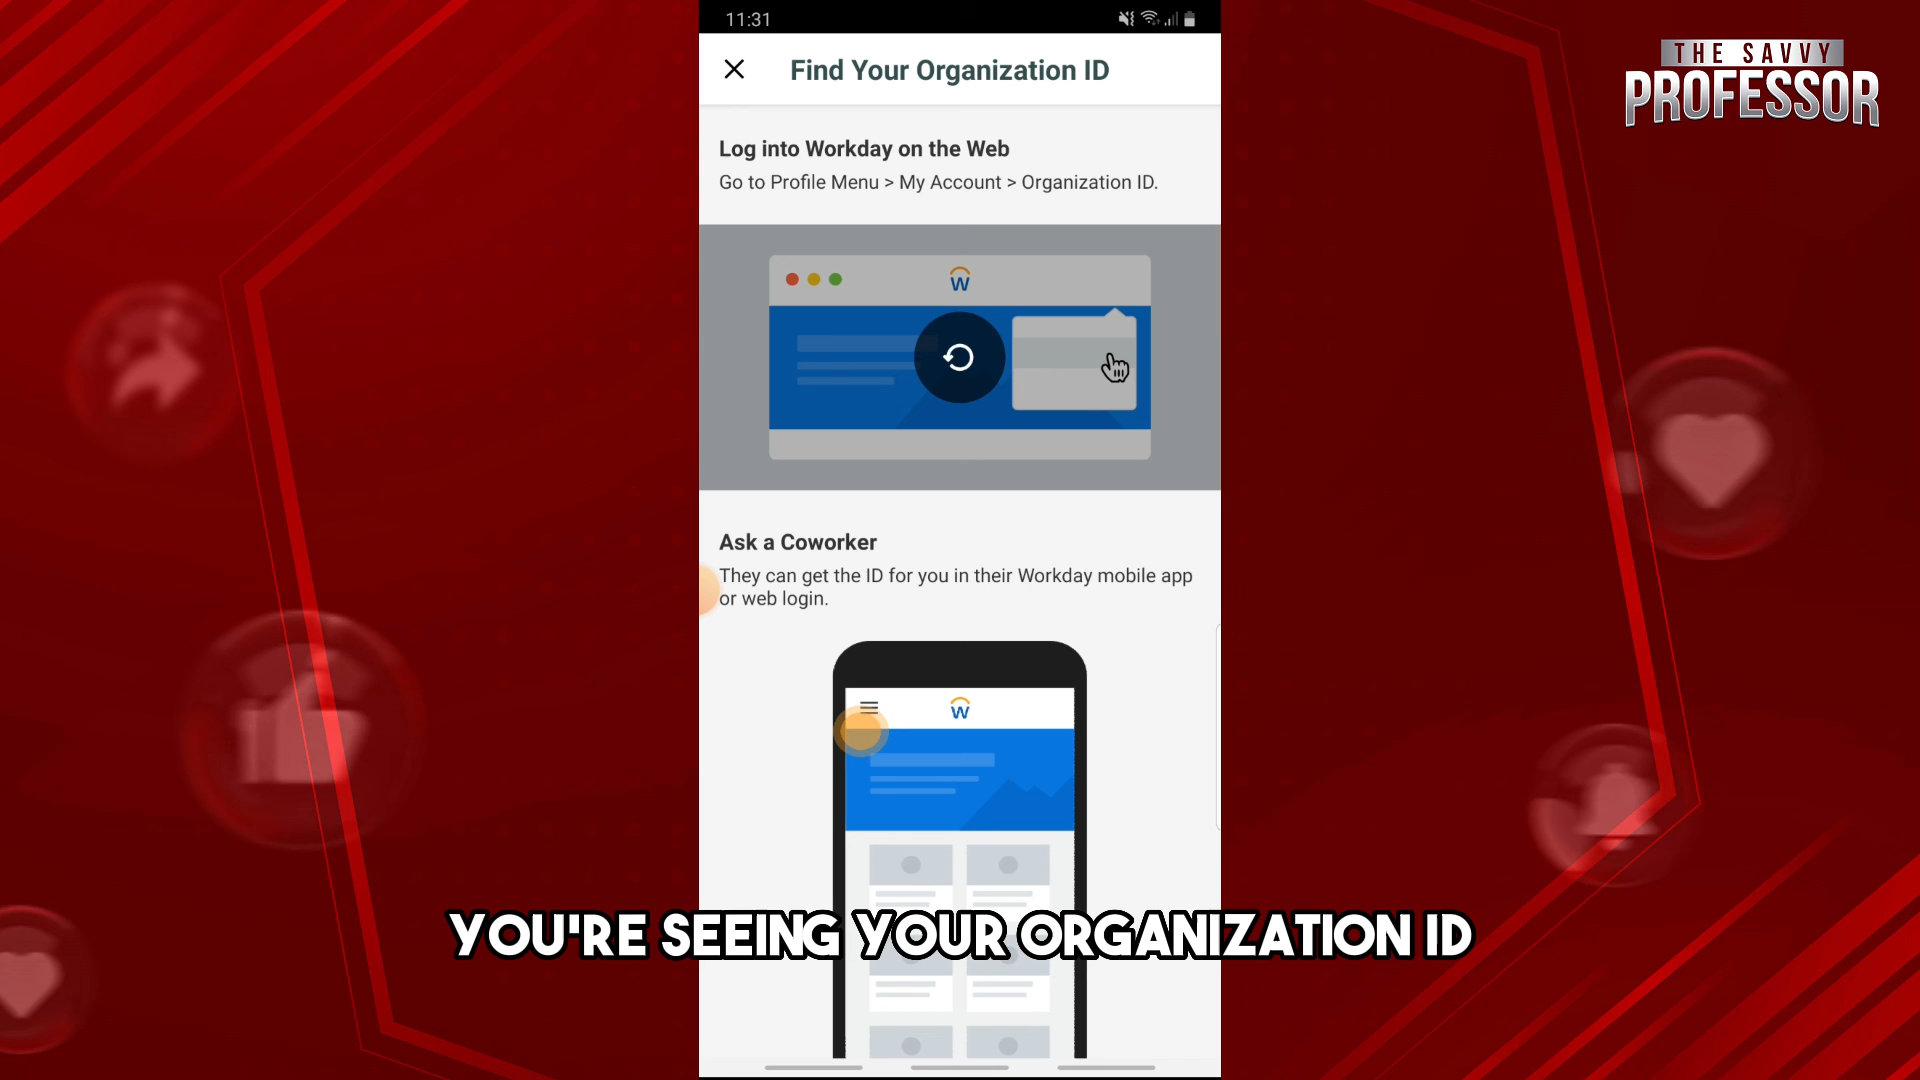 11:31
THE SAVVY
PROFESSOR
Find Your Organization ID
Log into Workday on the Web
Go to Profile Menu > My Account > Organization ID.
W
Ask a Coworker
They can get the ID for you in their Workday mobile app
or web login.
W
YOU'RE SEEING YOUR ORGANIZATION ID